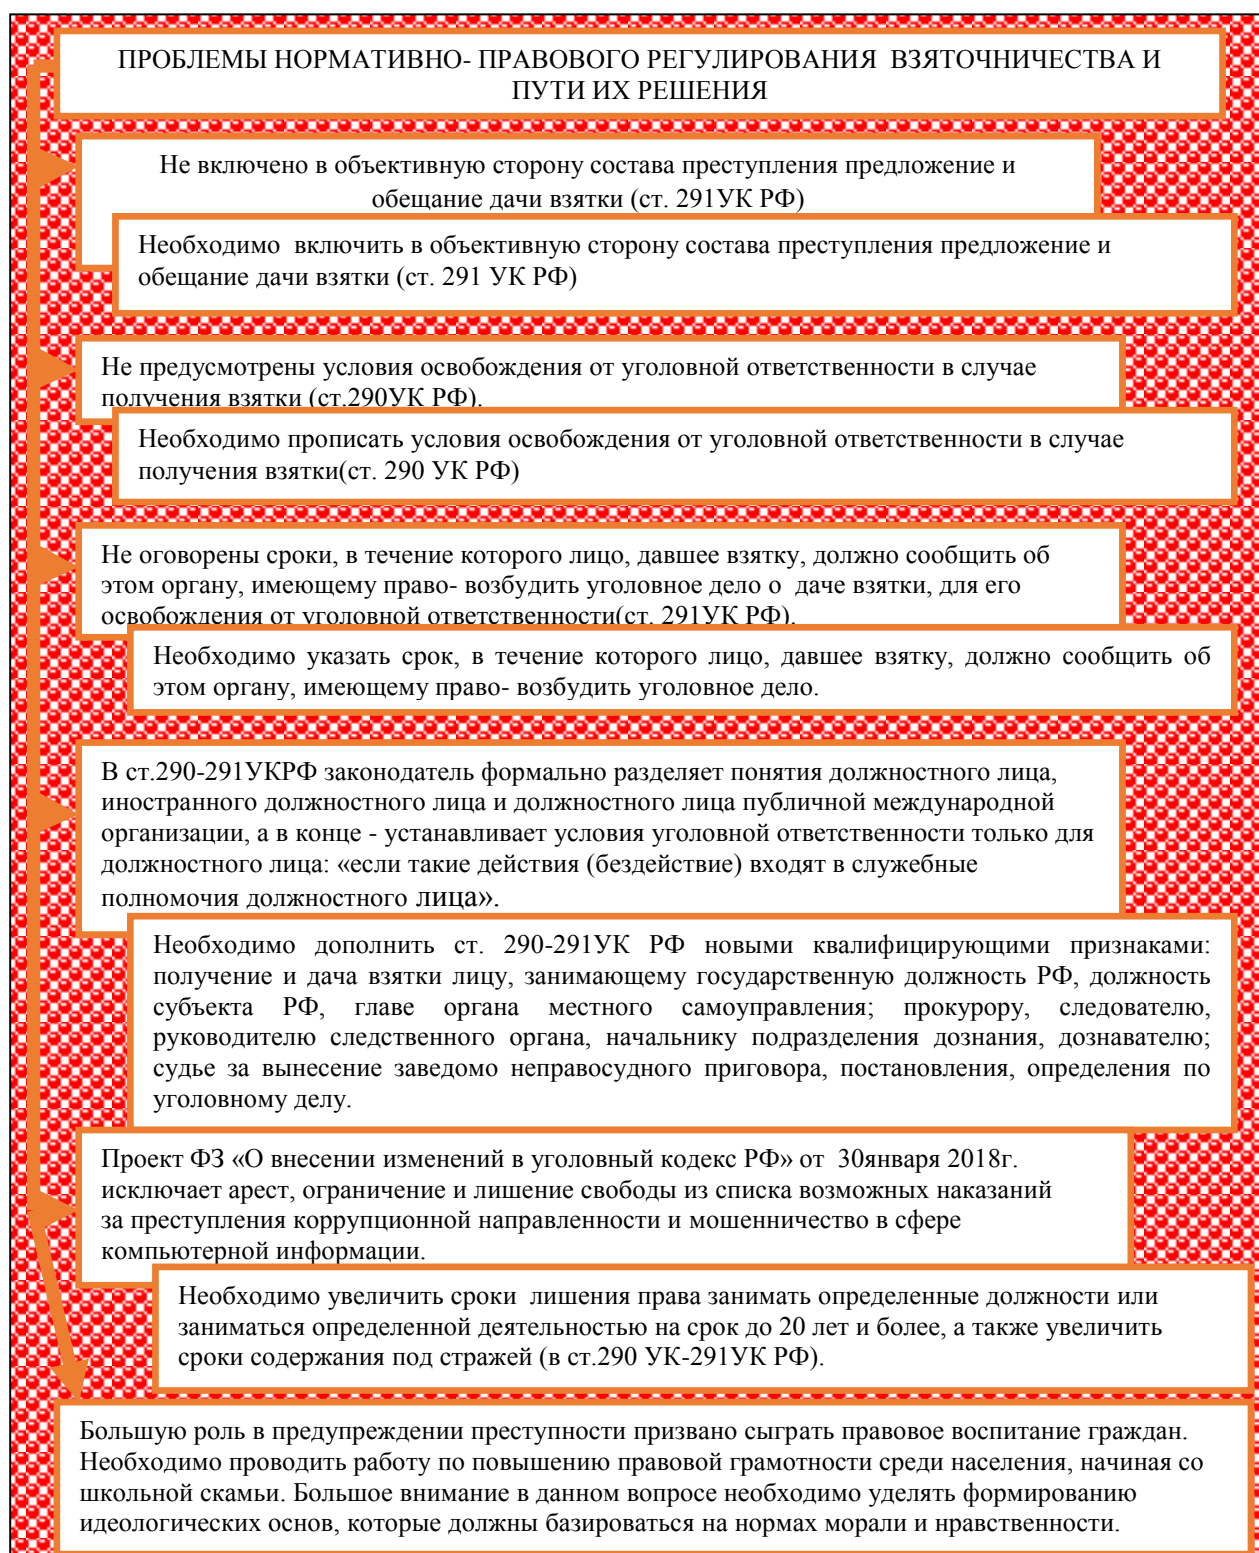 ПРОБЛЕМЫ НОРМАТИВНО- ПРАВОВОГО РЕГУЛИРОВАНИЯ ВЗЯТОЧНИЧЕСТВА И
ПУТИ ИХ РЕШЕНИЯ
Не включено в объективную сторону состава преступления предложение и
обещание дачи взятки (ст. 291УК РФ)
Необходимо включить в объективную сторону состава преступления предложение и
обещание дачи взятки (ст. 291 УК РФ)
Не предусмотрены условия освобождения от уголовной ответственности в случае
получения взятки (ст.290УК РФ).
Необходимо прописать условия освобождения от уголовной ответственности в случае
получения взятки(ст. 290 УК РФ)
Не оговорены сроки, в течение которого лицо, давшее взятку, должно сообщить об
этом органу, имеющему право- возбудить уголовное дело о даче взятки, для его
освобождения от уголовной ответственности(ст. 291УК РФ).
Необходимо указать срок, в течение которого лицо, давшее взятку, должно сообщить об
этом органу, имеющему право- возбудить уголовное дело.
В ст.290-291УКРФ законодатель формально разделяет понятия должностного лица,
иностранного должностного лица и должностного лица публичной международной
организации, а в конце - устанавливает условия уголовной ответственности только для
должностного лица: «если такие действия (бездействие) входят в служебные
полномочия должностного лица».
Необходимо дополнить ст. 290-291УК РФ новыми квалифицирующими признаками:
получение и дача взятки лицу, занимающему государственную должность РФ, должность
субъекта РФ, главе органа местного самоуправления; прокурору, следователю,
руководителю следственного органа, начальнику подразделения дознания, дознавателю;
судье за вынесение заведомо неправосудного приговора, постановления, определения по
уголовному делу.
Проект ФЗ «О внесении изменений в уголовный кодекс РФ» от 30января 2018г.
исключает арест, ограничение и лишение свободы из списка возможных наказаний
за преступления коррупционной направленности и мошенничество в сфере
компьютерной информации.
Необходимо увеличить сроки лишения права занимать определенные должности или
заниматься определенной деятельностью на срок до 20 лет и более, а также увеличить
сроки содержания под стражей (в ст.290 УК-291УК РФ).
Большую роль в предупреждении преступности призвано сыграть правовое воспитание граждан.
Необходимо проводить работу по повышению правовой грамотности среди населения, начиная со
школьной скамьи. Большое внимание в данном вопросе необходимо уделять формированию
идеологических основ, которые должны базироваться на нормах морали и нравственности.